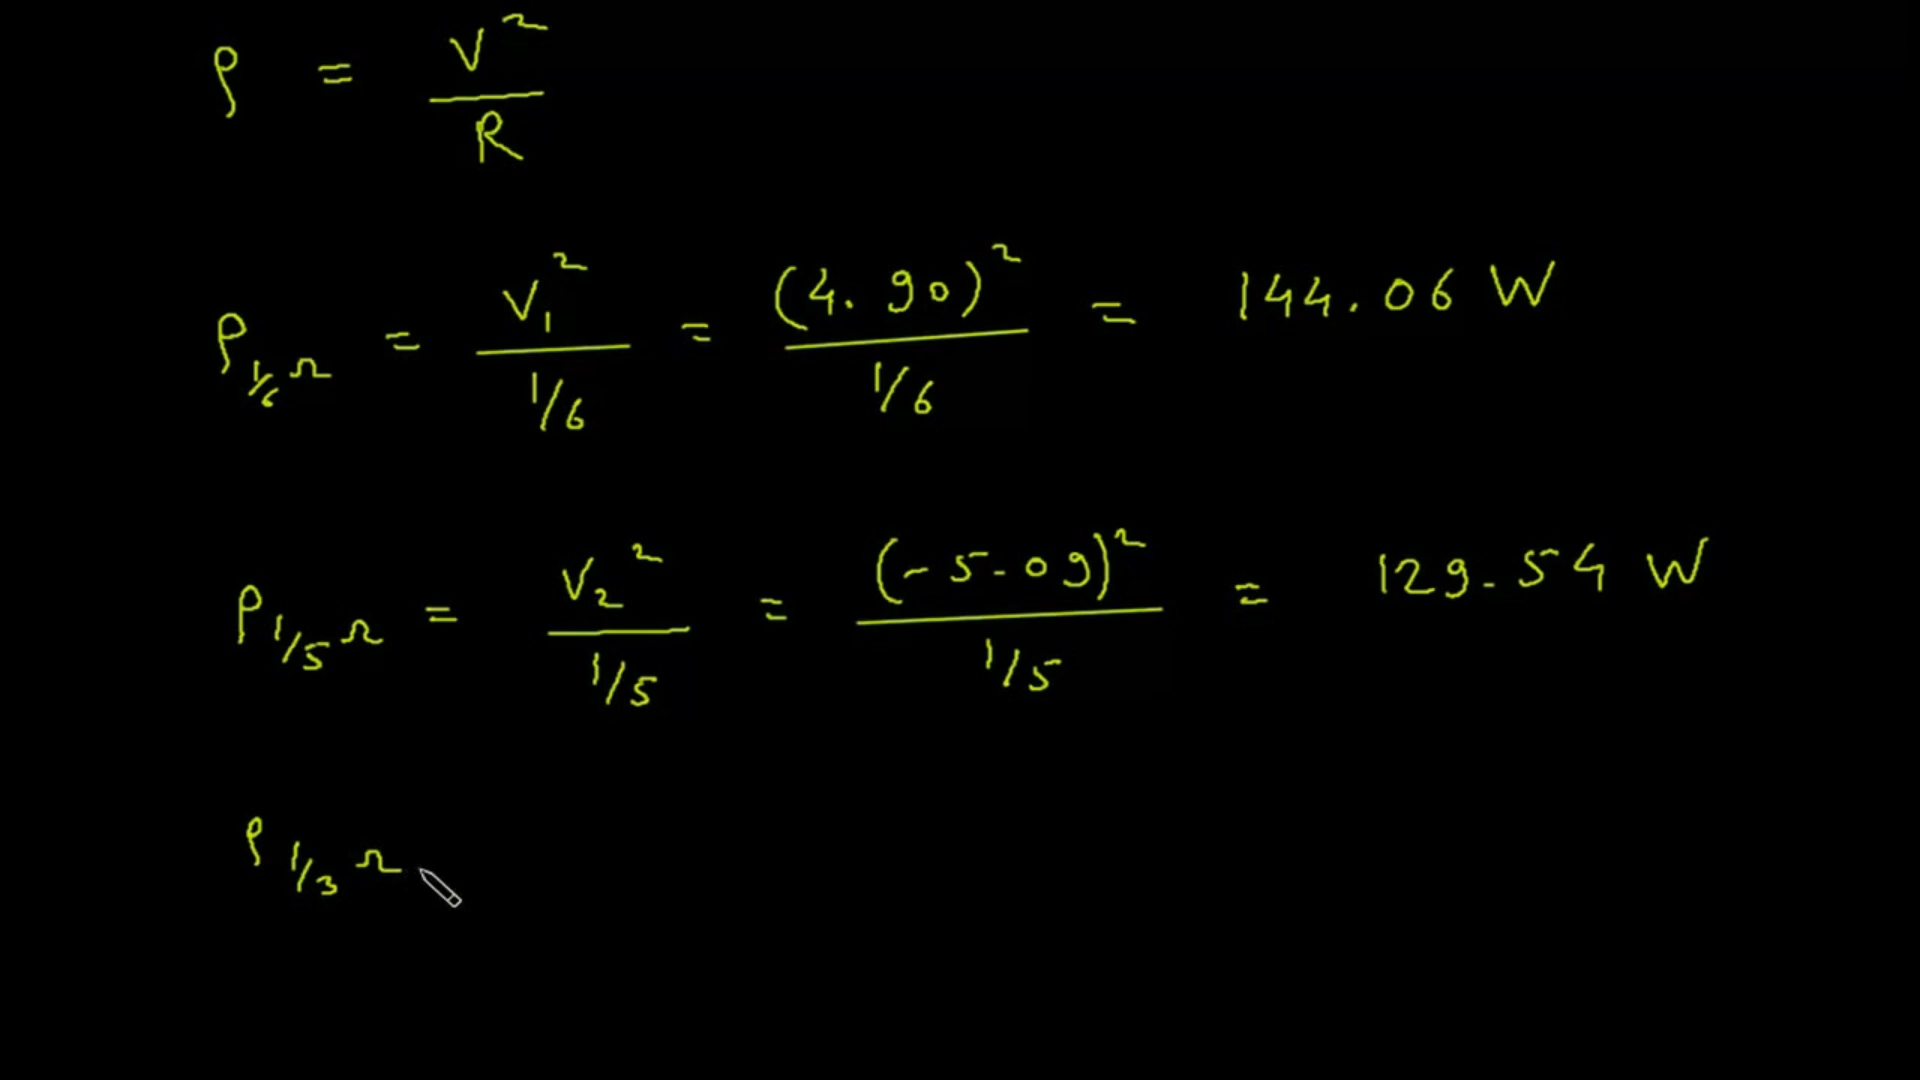 P = V² / R
P1/6Ω = V₁² / 1/6 = (4.90)² / 1/6 = 144.06 W
P1/5Ω = V₂² / 1/5 = (-5.09)² / 1/5 = 129.54 W
P1/3Ω